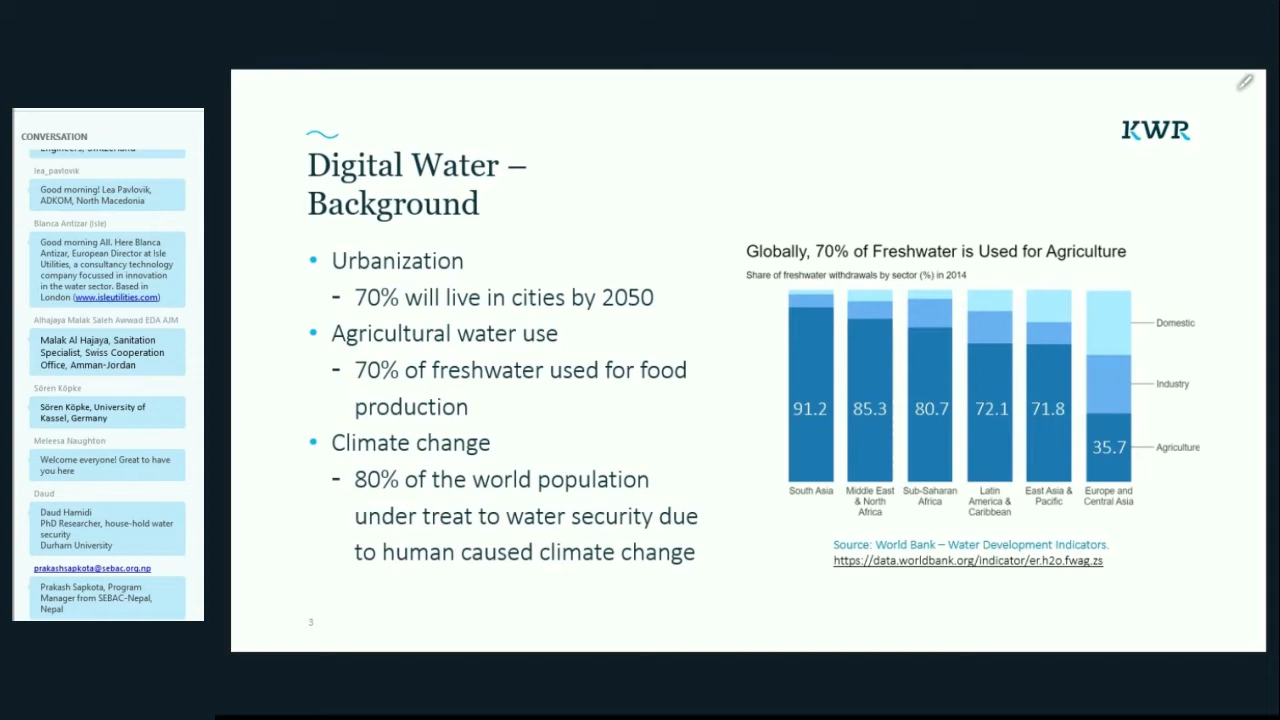 CONVERSATION
Engineers, Switzerland
lea_pavlovik
Good morning! Lea Pavlovik,
ADKOM, North Macedonia
Blanca Antizar (Isle)
Good morning All. Here Blanca
Antizar, European Director at Isle
Utilities, a consultancy technology
company focussed in innovation
in the water sector. Based in
London (www.isleutilities.com)
Alhajaya Malak Saleh Awwad EDA AJM
Malak Al Hajaya, Sanitation
Specialist, Swiss Cooperation
Office, Amman-Jordan
Sören Köpke
Sören Köpke, University of
Kassel, Germany
Meleesa Naughton
Welcome everyone! Great to have
you here
Daud
Daud Hamidi
PhD Researcher, house-hold water
security
Durham University
prakashsapkota@sebac.org.np
Prakash Sapkota, Program
Manager from SEBAC-Nepal,
Nepal
KWR
Digital Water –
Background
• Urbanization
- 70% will live in cities by 2050
• Agricultural water use
- 70% of freshwater used for food
production
• Climate change
- 80% of the world population
under treat to water security due
to human caused climate change
3
Globally, 70% of Freshwater is Used for Agriculture
Share of freshwater withdrawals by sector (%) in 2014
Domestic
Industry
91.2 85.3 80.7 72.1 71.8 35.7
Agriculture
South Asia
Middle East
& North
Africa
Sub-Saharan
Africa
Latin
America &
Caribbean
East Asia &
Pacific
Europe and
Central Asia
Source: World Bank – Water Development Indicators.
https://data.worldbank.org/indicator/er.h2o.fwag.zs